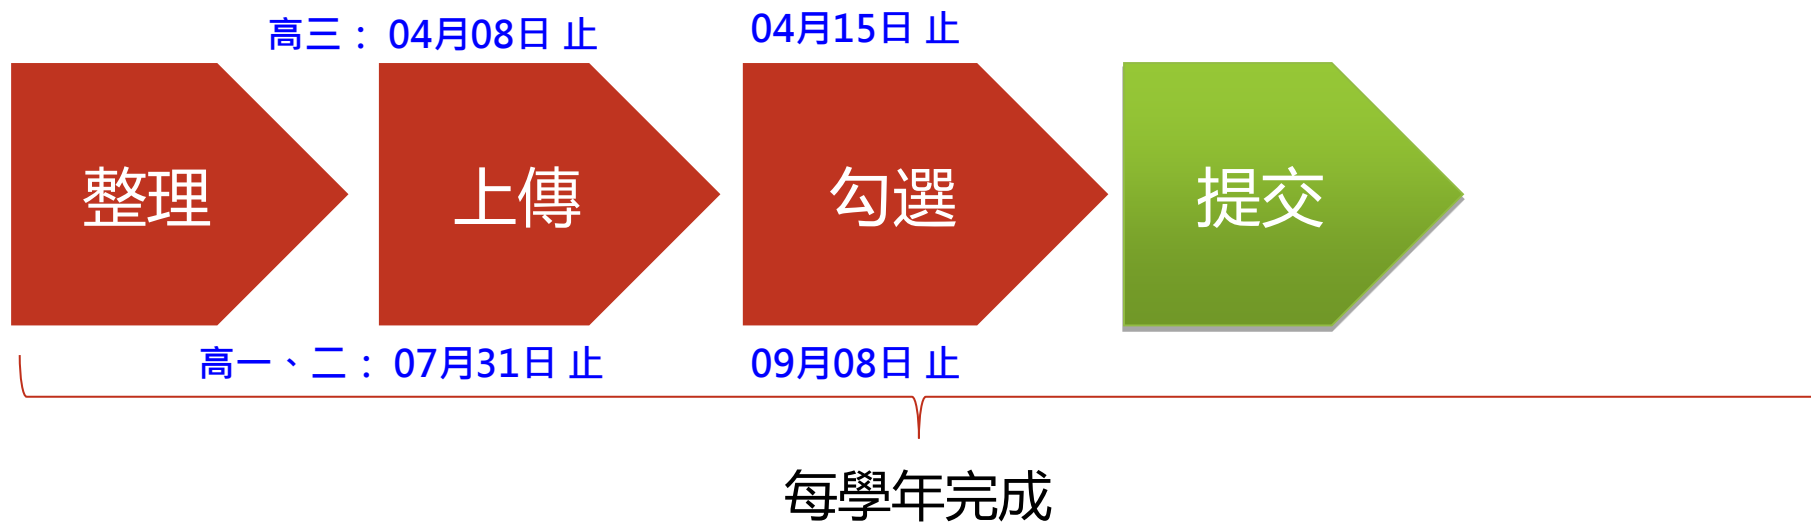 高三： 04月08日 止
04月15日 止
整理
上傳
勾選
提交
高一、二： 07月31日 止
09月08日 止
每學年完成